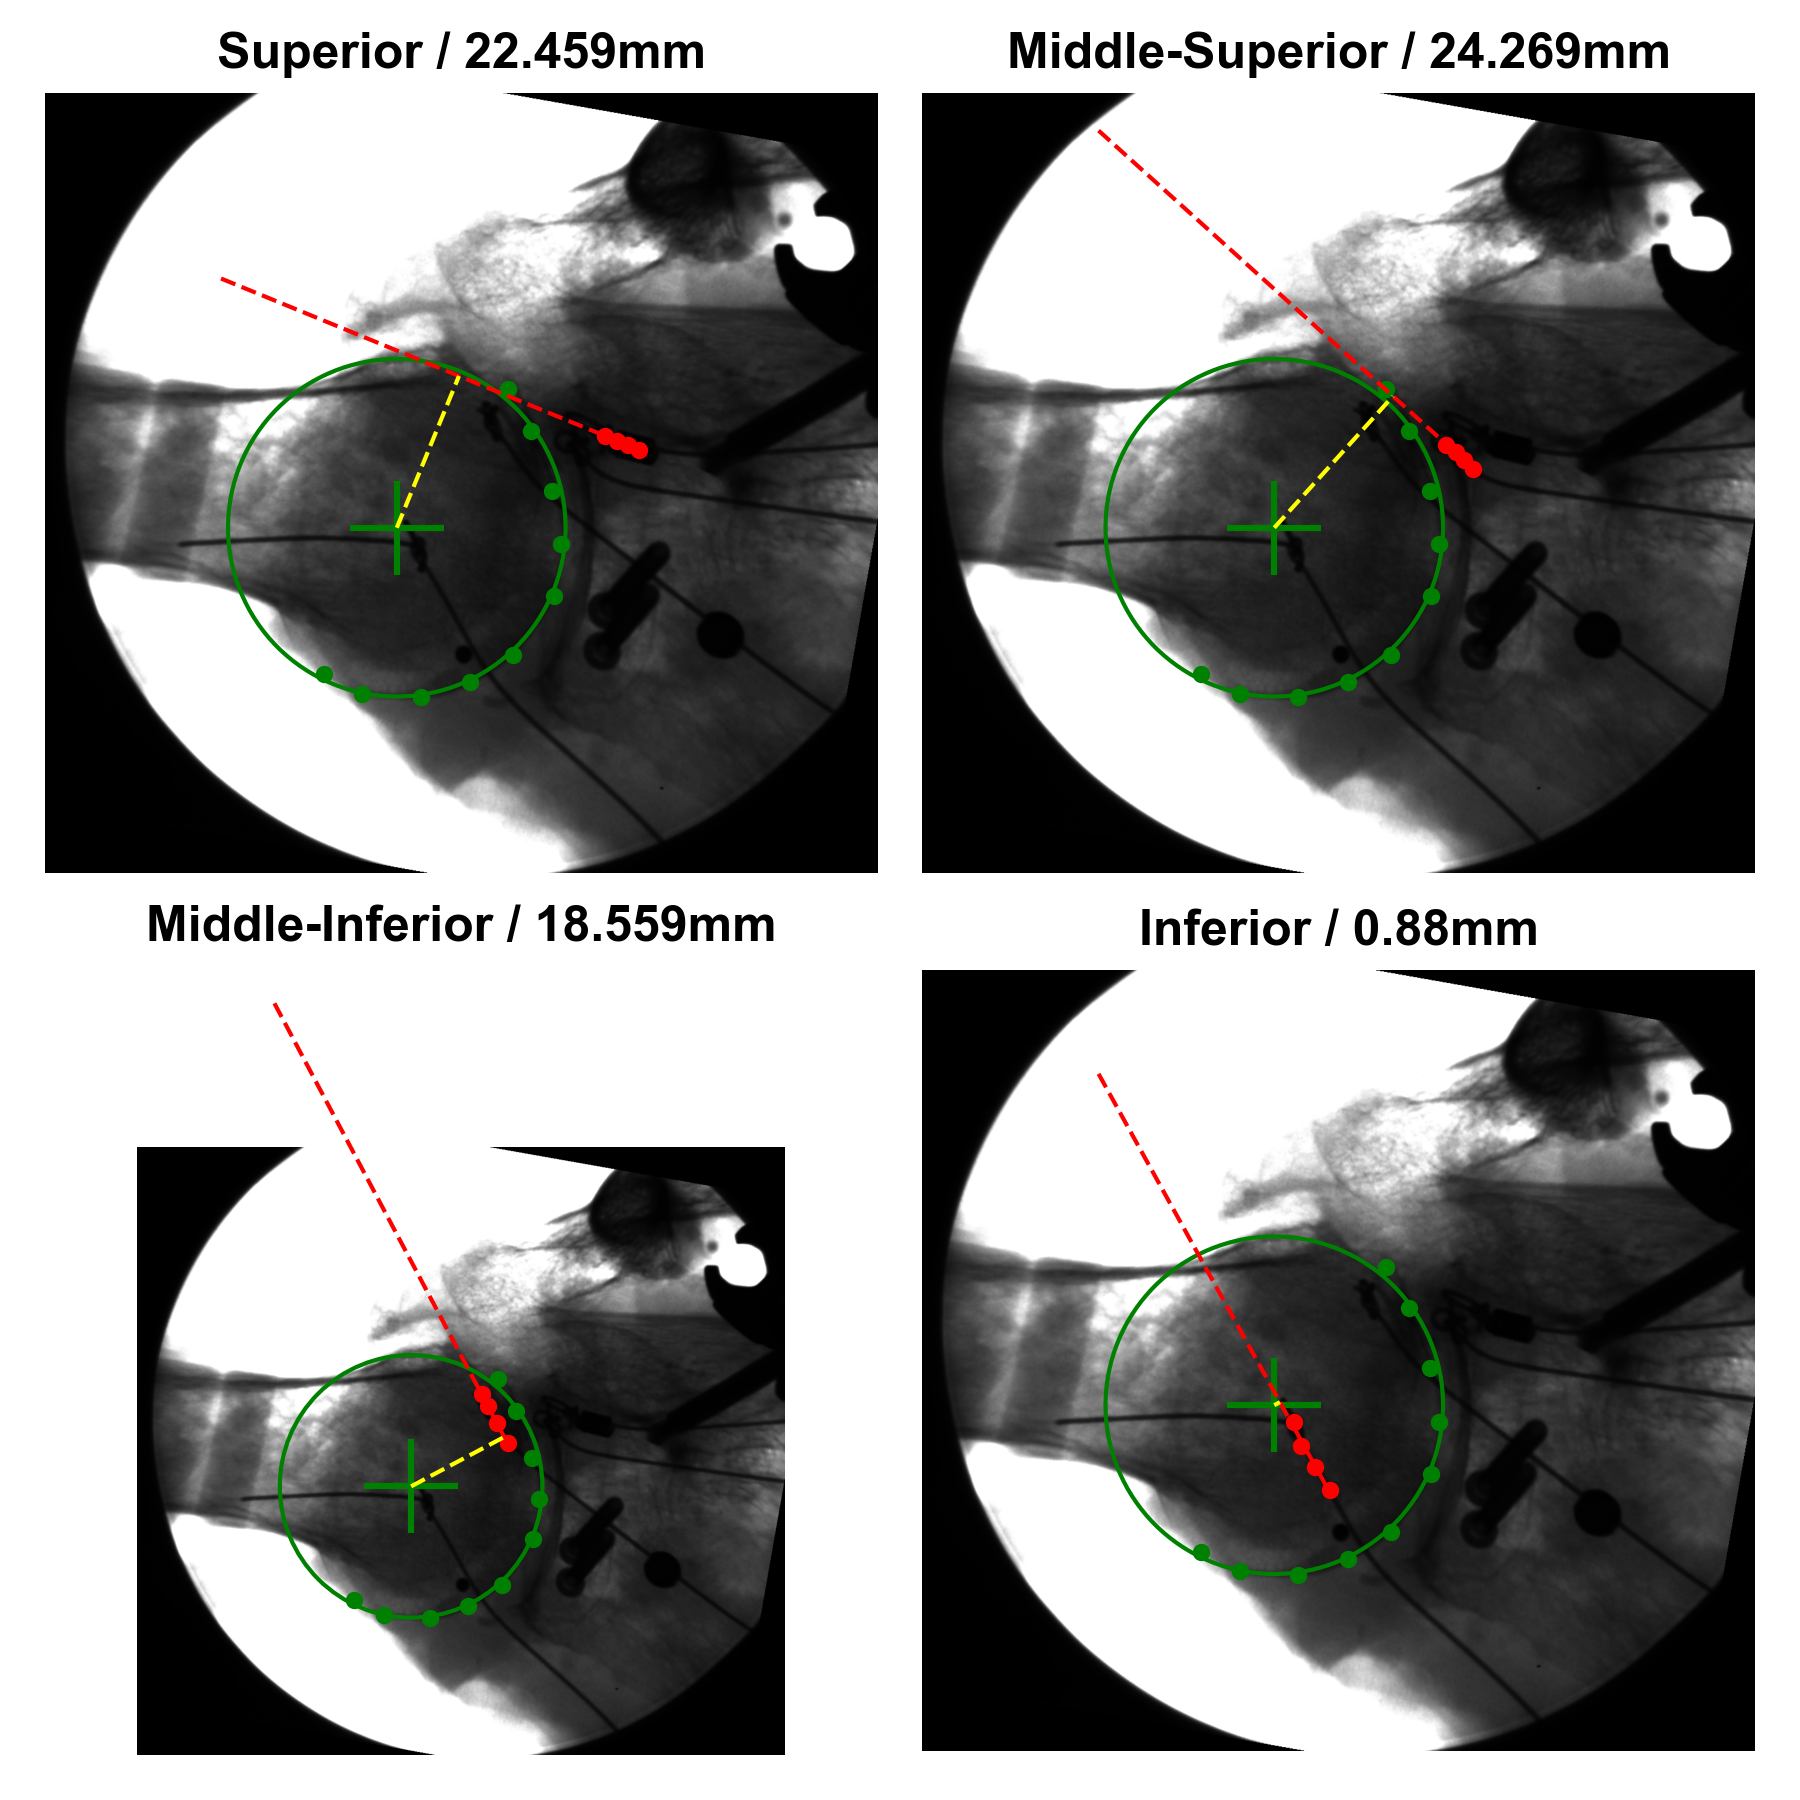 Superior / 22.459mm
Middle-Superior / 24.269mm
Middle-Inferior / 18.559mm
Inferior / 0.88mm